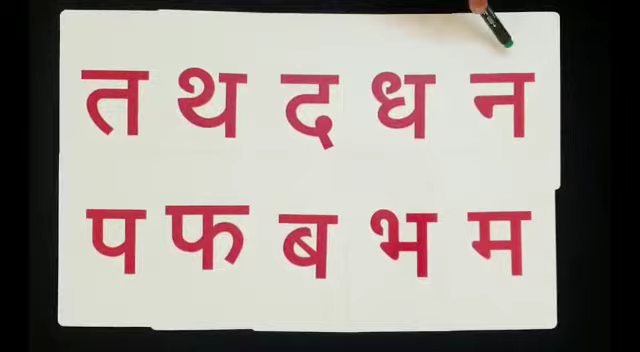 त थ द ध न
प फ ब भ म